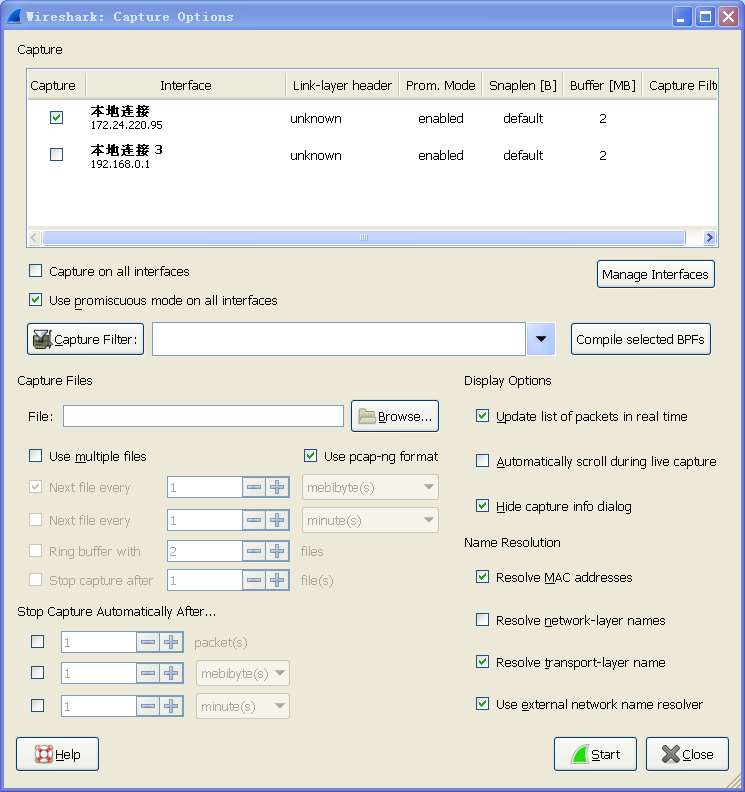 Wireshark: Capture Options
Capture
Capture Interface Link-layer header Prom. Mode Snaplen [B] Buffer [MB] Capture Filt
本地连接
172.24.220.95 unknown enabled default 2
本地连接 3
192.168.0.1 unknown enabled default 2
Capture on all interfaces
Manage Interfaces
Use promiscuous mode on all interfaces
Capture Filter:
Compile selected BPFs
Capture Files
File:
Browse...
Use multiple files
Use pcap-ng format
Next file every 1 mebibyte(s)
Next file every 1 minute(s)
Ring buffer with 2 files
Stop capture after 1 file(s)
Stop Capture Automatically After...
1 packet(s)
1 mebibyte(s)
1 minute(s)
Display Options
Update list of packets in real time
Automatically scroll during live capture
Hide capture info dialog
Name Resolution
Resolve MAC addresses
Resolve network-layer names
Resolve transport-layer name
Use external network name resolver
Help
Start
Close